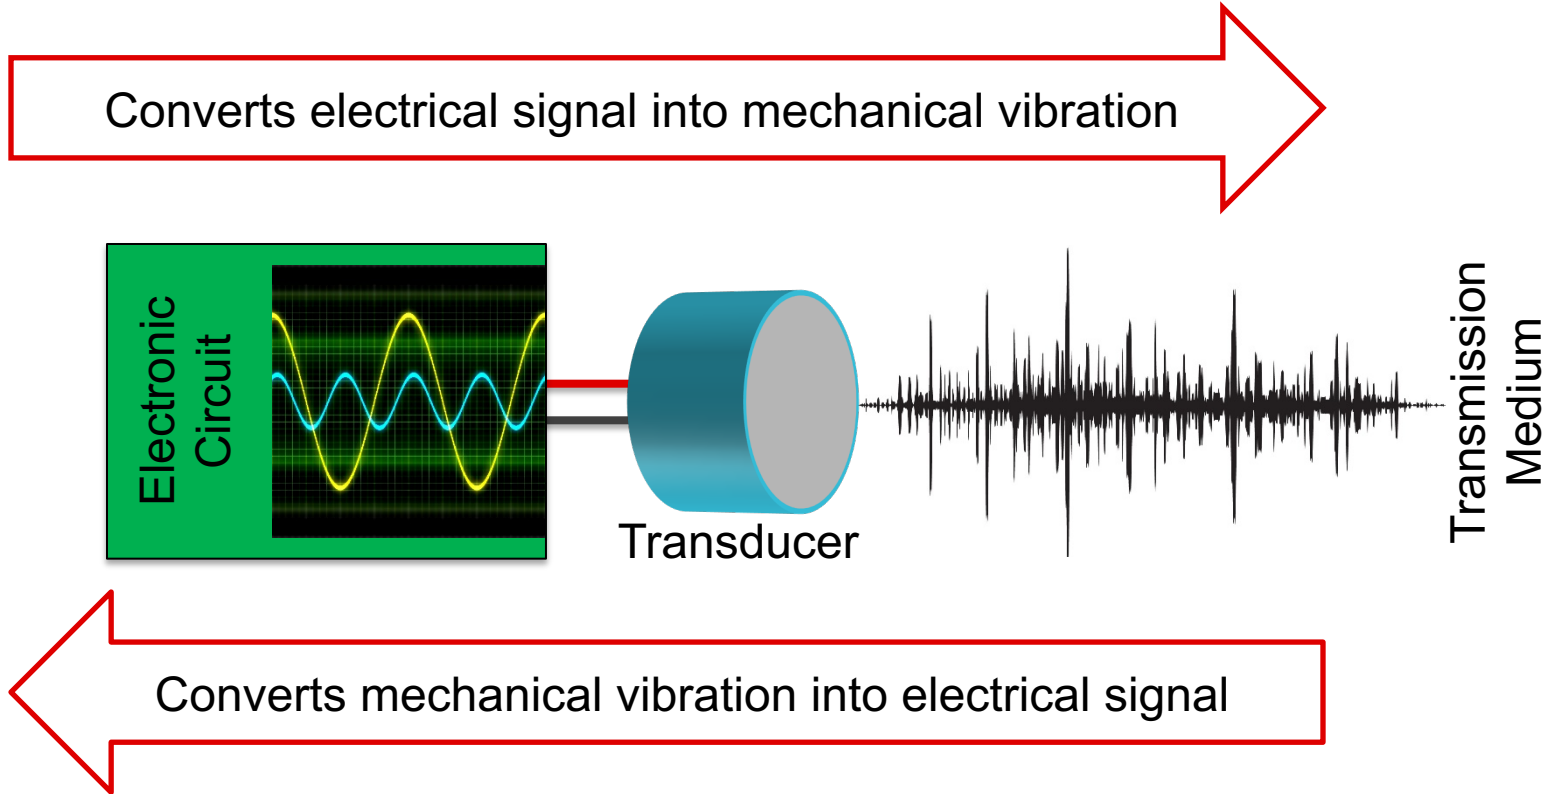 Converts electrical signal into mechanical vibration
Electronic
Circuit
Transducer
Transmission
Medium
Converts mechanical vibration into electrical signal